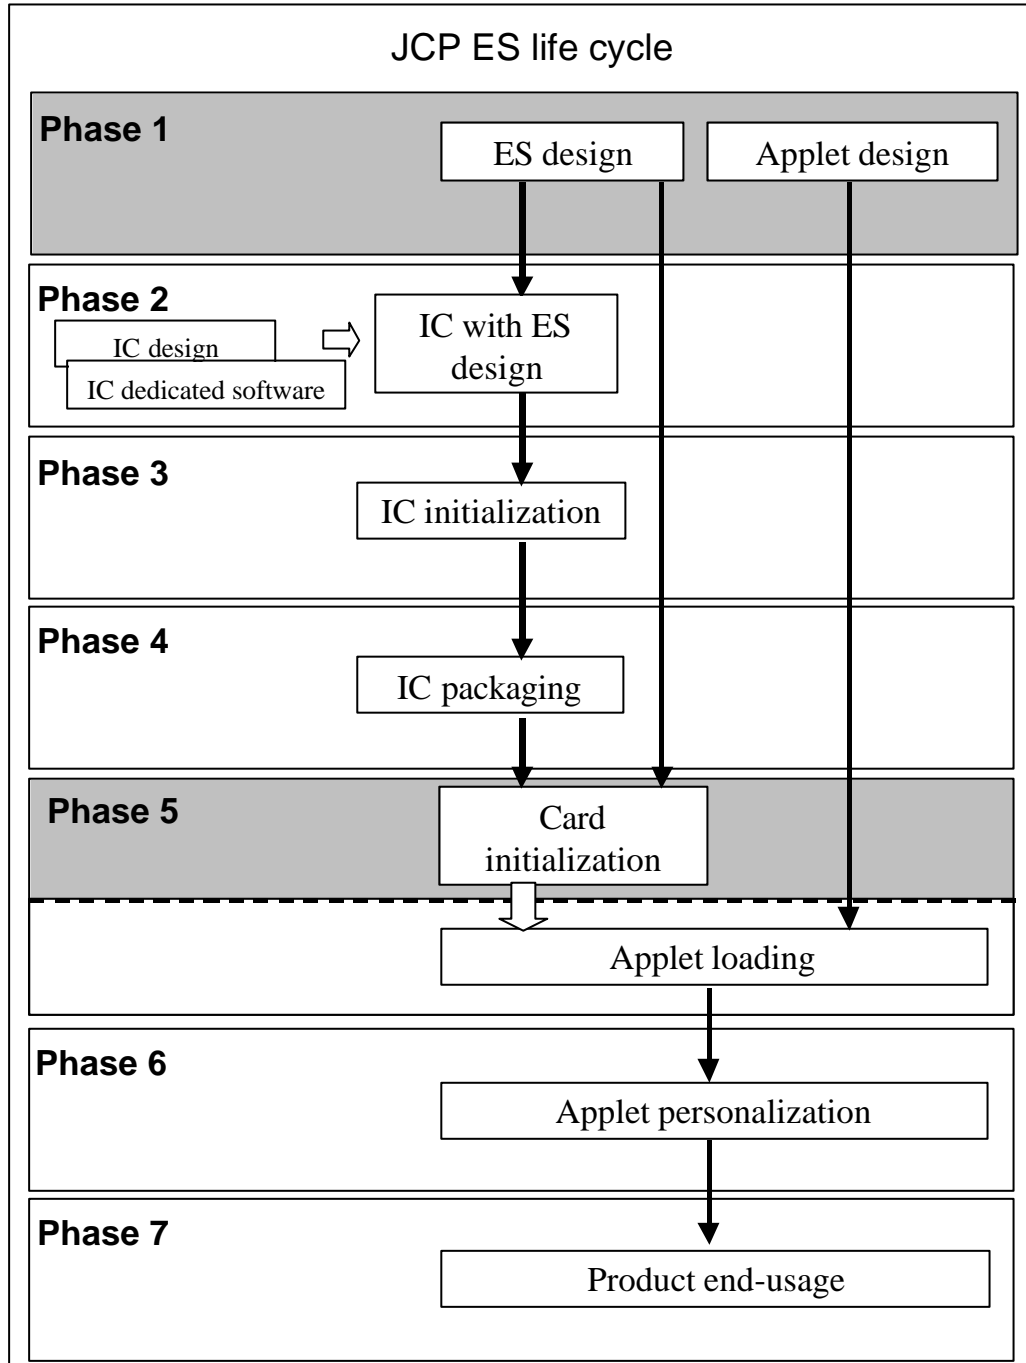 JCP ES life cycle
Phase 1
ES design
Applet design
Phase 2
IC design
IC dedicated software
IC with ES
design
Phase 3
IC initialization
Phase 4
IC packaging
Phase 5
Card
initialization
Applet loading
Phase 6
Applet personalization
Phase 7
Product end-usage